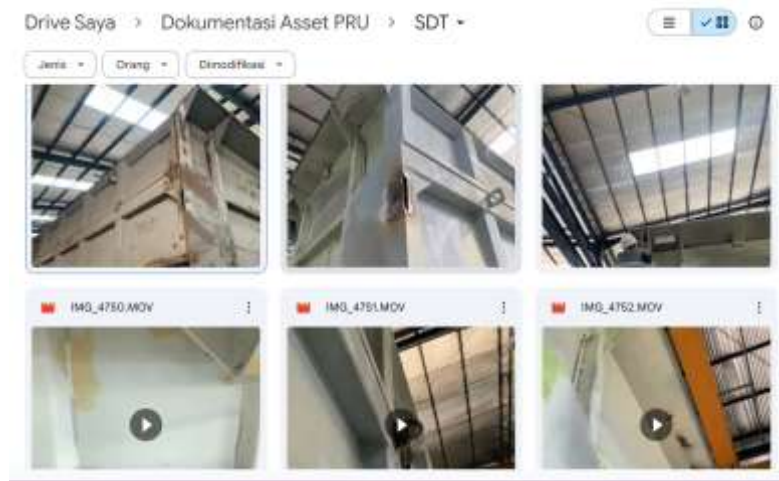 Drive Saya > Dokumentasi Asset PRU > SDT
Jenis Orang Dimodifikasi
IMG_4750.MOV IMG_4751.MOV IMG_4752.MOV